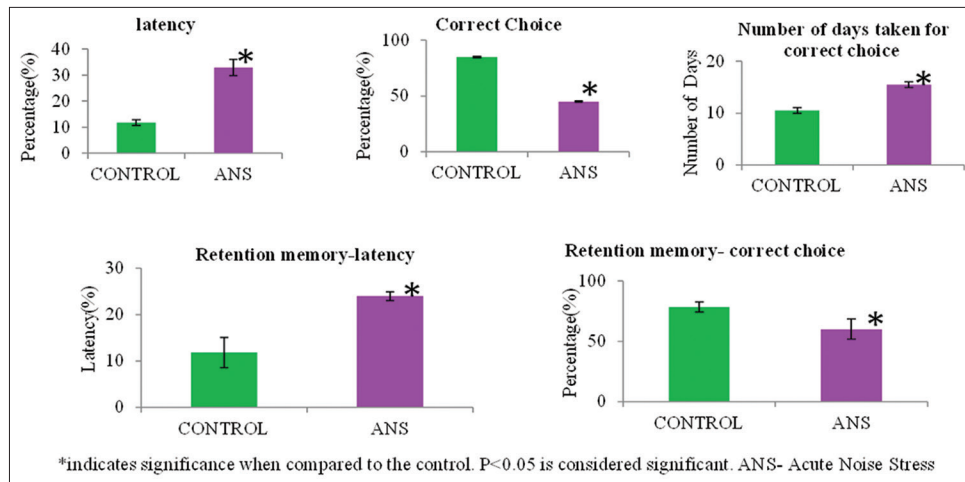 latency
Percentage(%)
40
30
20
10
0
*
CONTROL ANS
Correct Choice
Percentage(%)
100
50
0
*
CONTROL ANS
Number of days taken for
correct choice
Number of Days
20
10
0
*
CONTROL ANS
Retention memory-latency
Latency(%)
30
20
10
0
*
CONTROL ANS
Retention memory- correct choice
Percentage(%)
100
50
0
*
CONTROL ANS
*indicates significance when compared to the control. P<0.05 is considered significant. ANS- Acute Noise Stress